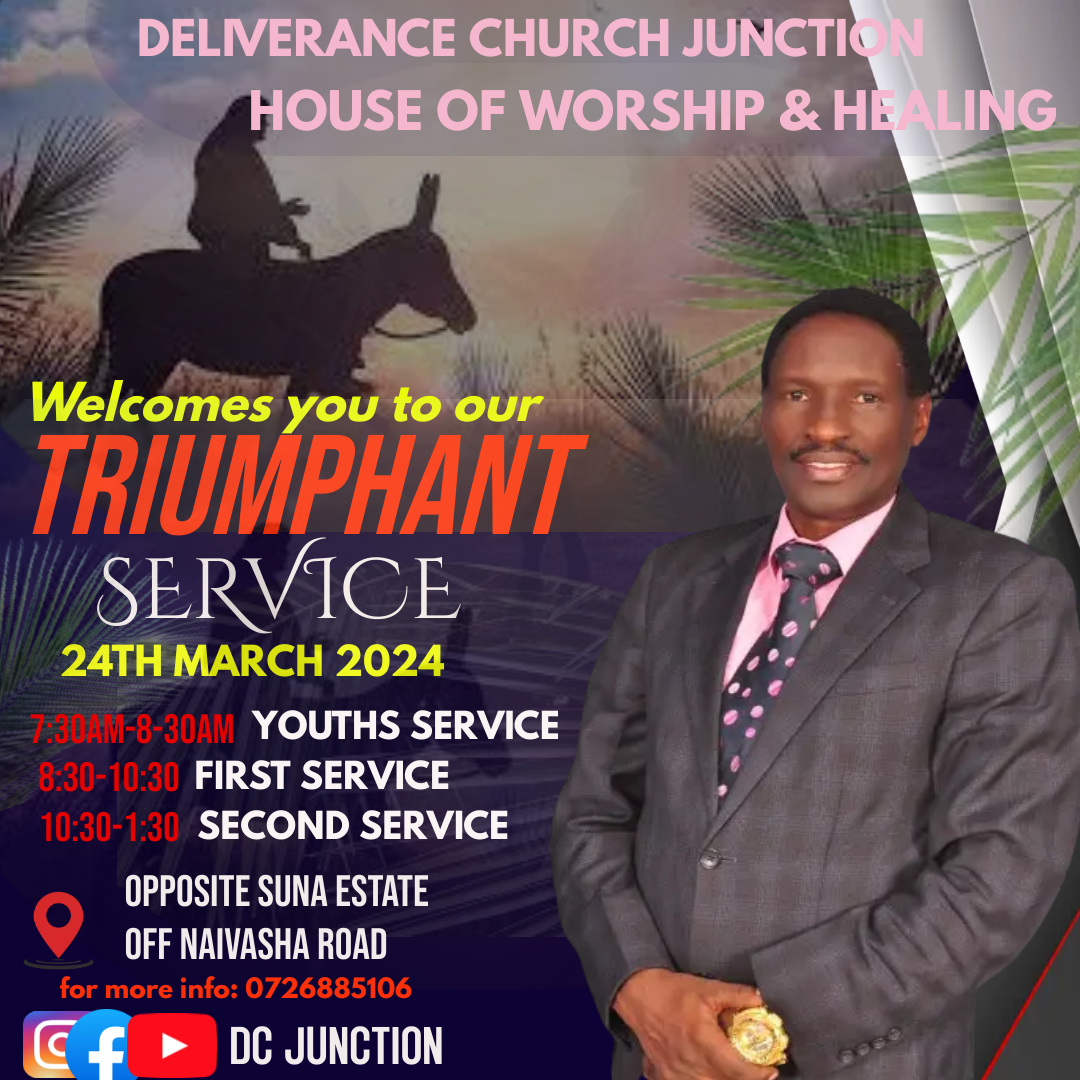 DELIVERANCE CHURCH JUNCTION
HOUSE OF WORSHIP & HEALING
Welcomes you to our
TRIUMPHANT
SERVICE
24TH MARCH 2024
7:30AM-8-30AM YOUTHS SERVICE
8:30-10:30 FIRST SERVICE
10:30-1:30 SECOND SERVICE
OPPOSITE SUNA ESTATE
OFF NAIVASHA ROAD
for more info: 0726885106
DC JUNCTION